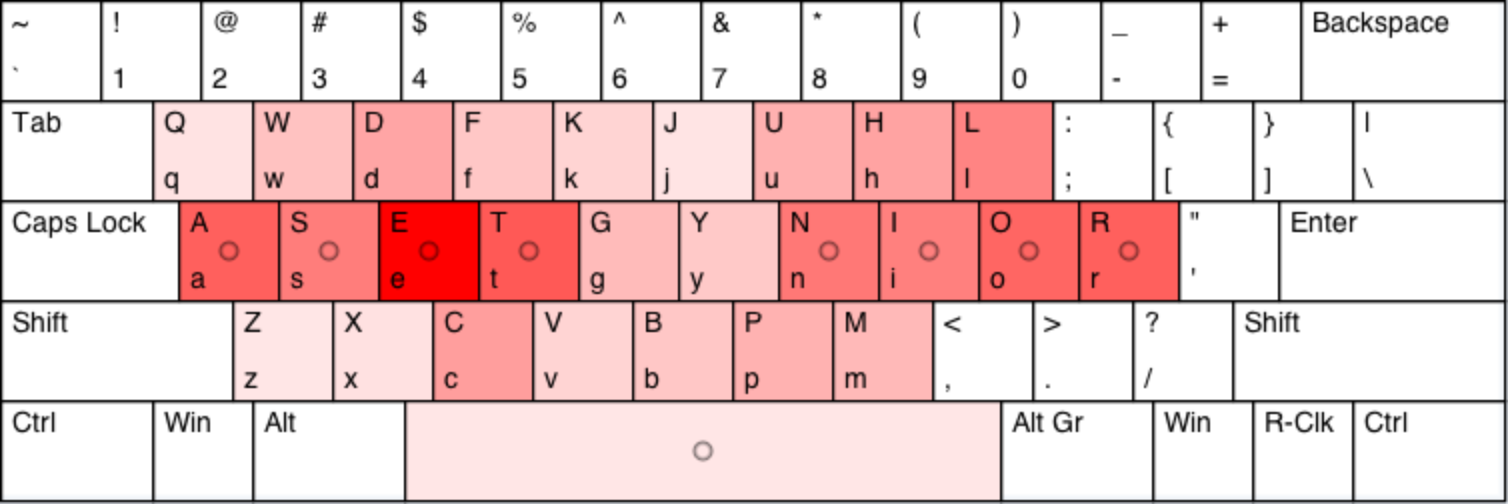 ~ ! @ # $ % ^ & * ( ) _ + Backspace
` 1 2 3 4 5 6 7 8 9 0 - =
Tab Q W D F K J U H L : { } |
q w d f k j u h l ; [ ] \
Caps Lock A S E T G Y N I O R " Enter
a s e t g y n i o r '
Shift Z X C V B P M < > ? Shift
z x c v b p m , . /
Ctrl Win Alt Alt Gr Win R-Clk Ctrl